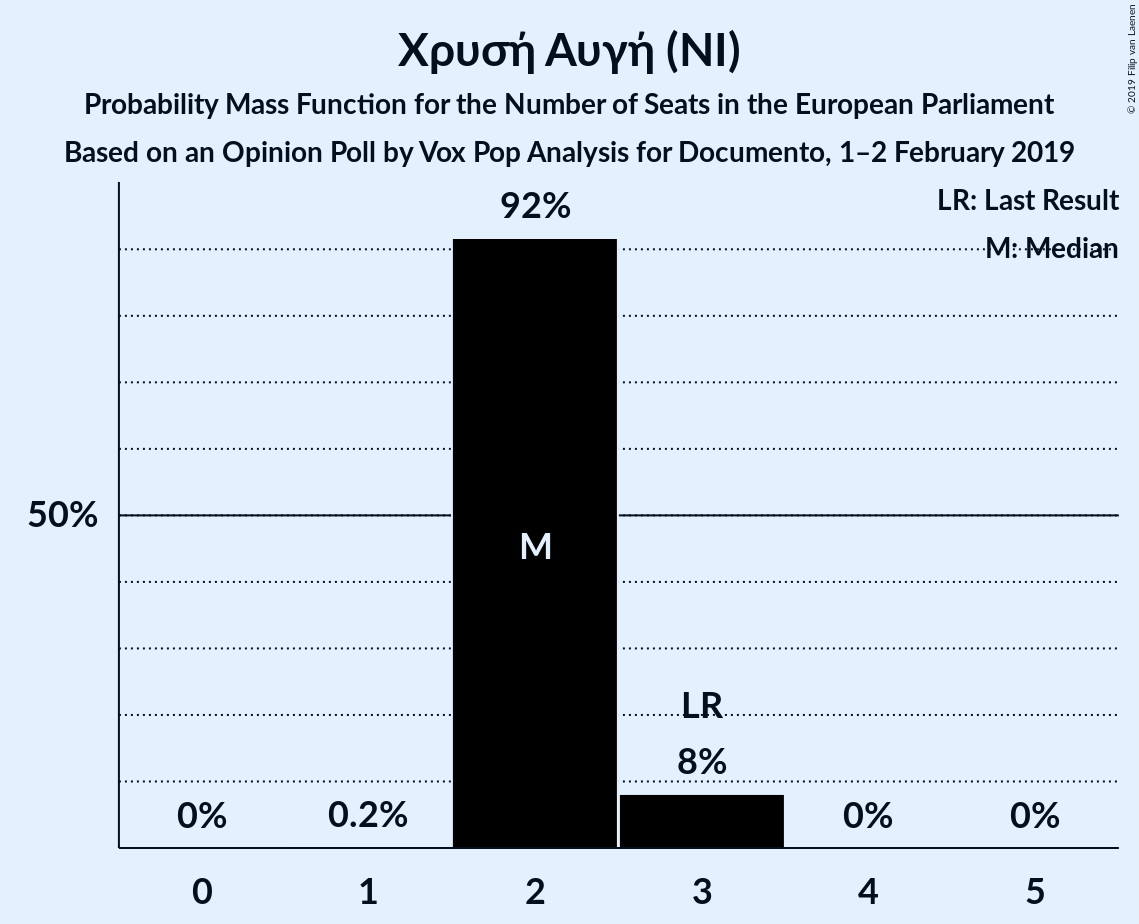 Χρυσή Αυγή (NI)
Probability Mass Function for the Number of Seats in the European Parliament
Based on an Opinion Poll by Vox Pop Analysis for Documento, 1–2 February 2019
© 2019 Filip van Laenen
LR: Last Result
M: Median
92%
50%
M
LR
8%
0%
0.2%
0%
0%
0
1
2
3
4
5